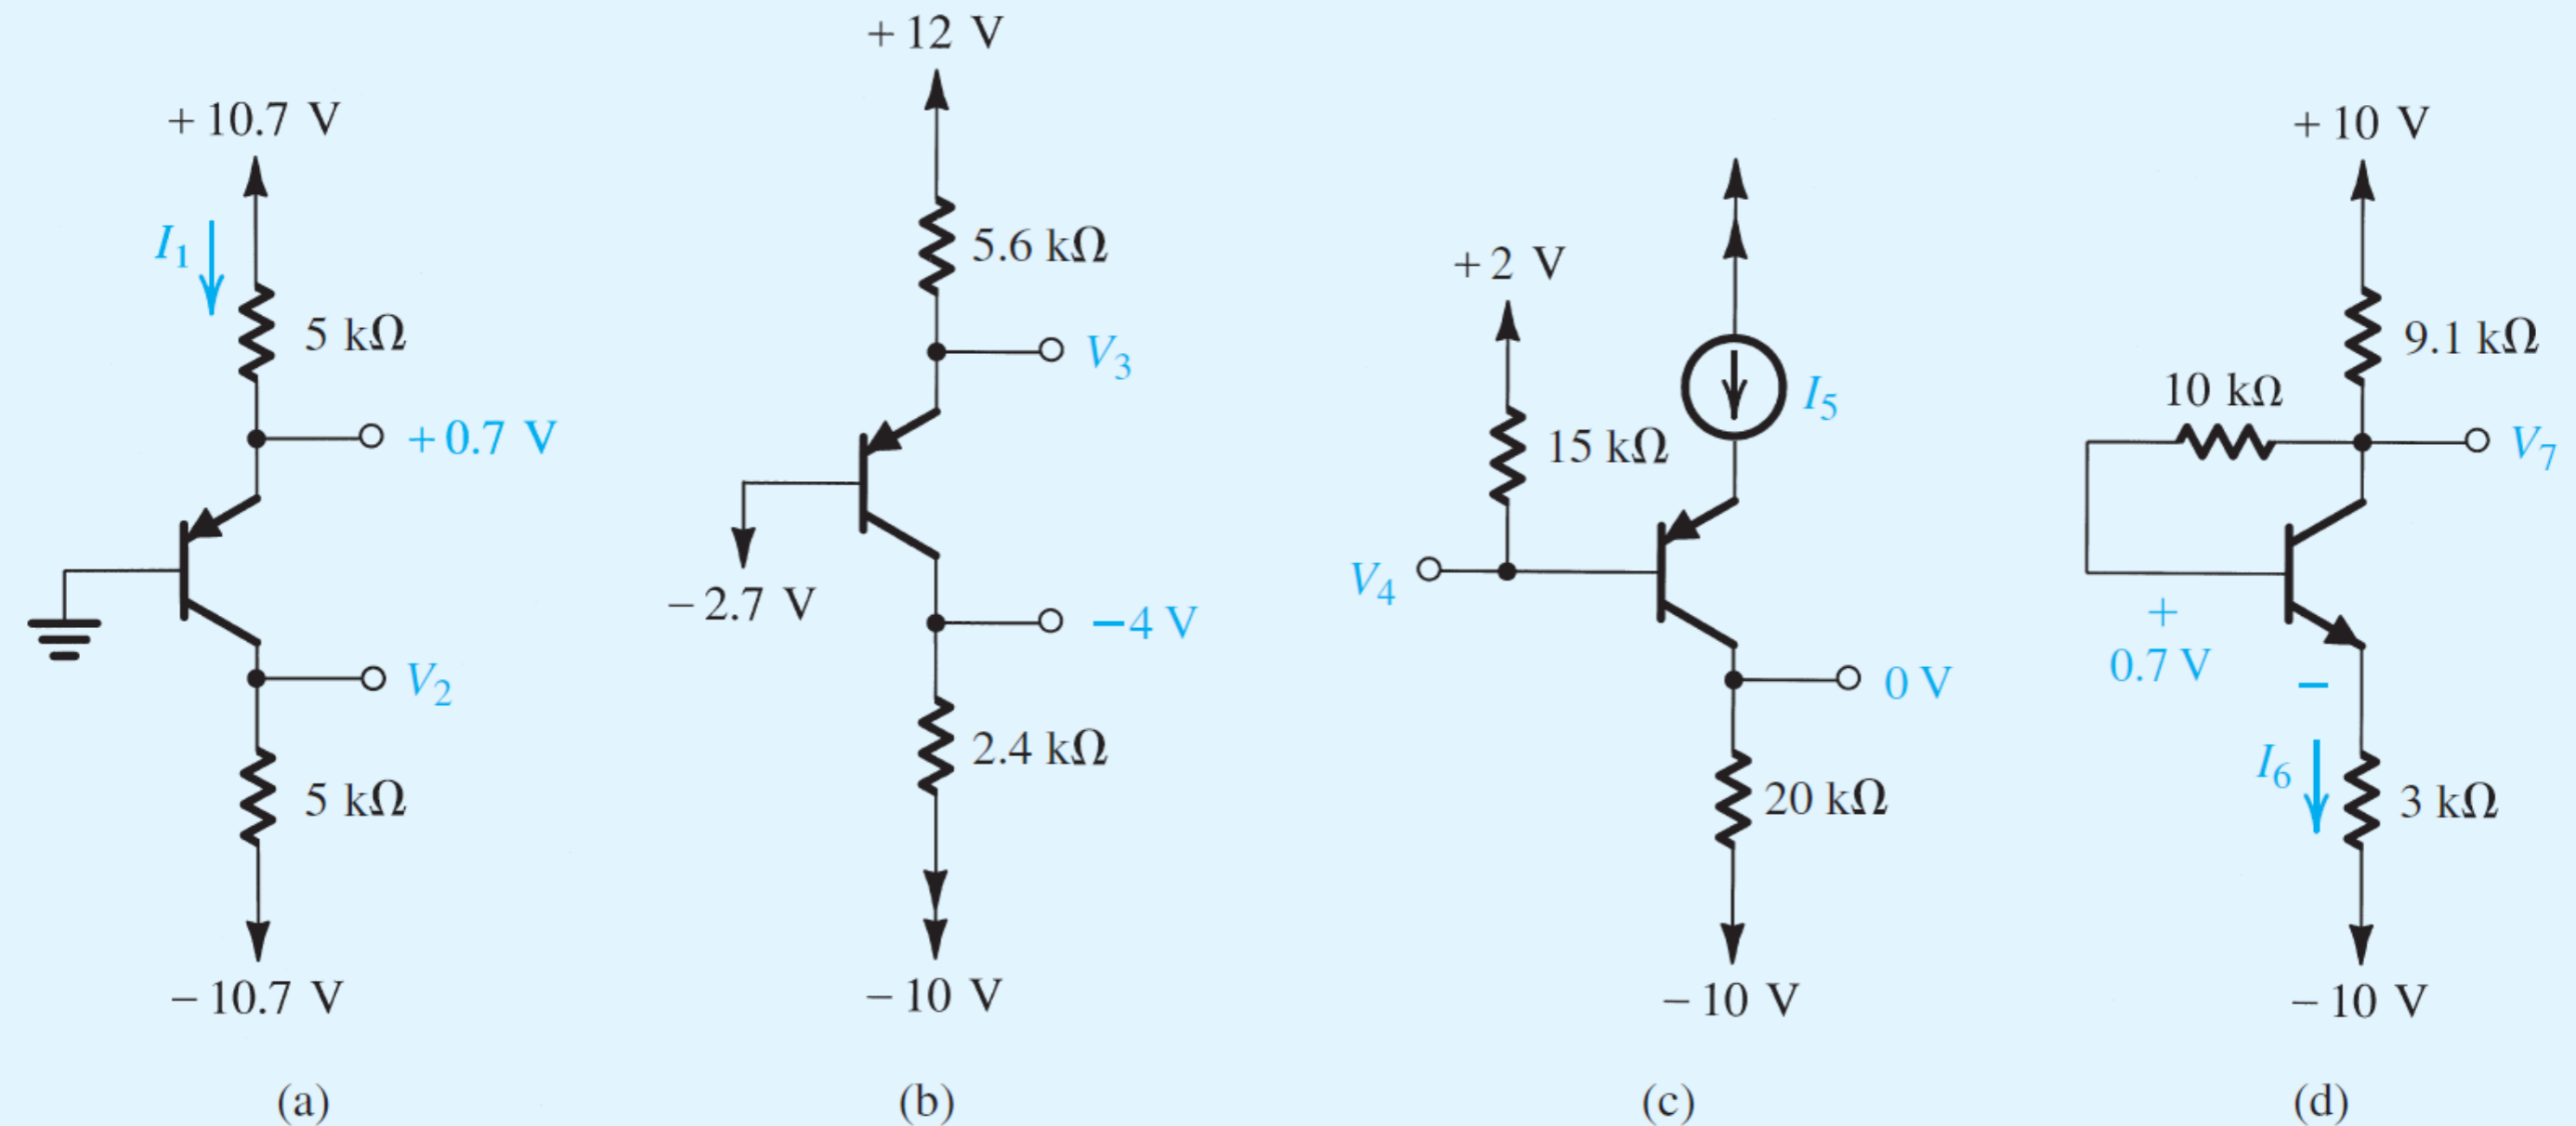 + 10.7 V
I1
5 kΩ
+ 0.7 V
V2
5 kΩ
− 10.7 V
(a)
+ 12 V
5.6 kΩ
V3
− 2.7 V
−4 V
2.4 kΩ
− 10 V
(b)
+ 2 V
15 kΩ
I5
V4
0 V
20 kΩ
− 10 V
(c)
+ 10 V
9.1 kΩ
10 kΩ
V7
+
0.7 V
−
I6
3 kΩ
− 10 V
(d)